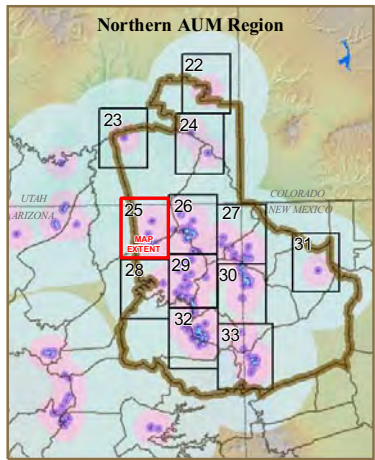 Northern AUM Region
22
23
24
UTAH
ARIZONA
COLORADO
NEW MEXICO
25
MAP
EXTENT
26
27
31
28
29
30
32
33